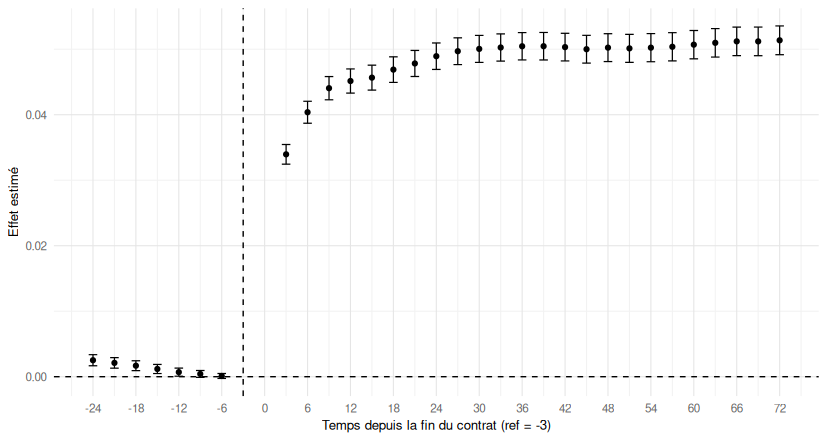 Effet estimé
0.04
0.02
0.00
-24 -18 -12 -6 0 6 12 18 24 30 36 42 48 54 60 66 72
Temps depuis la fin du contrat (ref = -3)